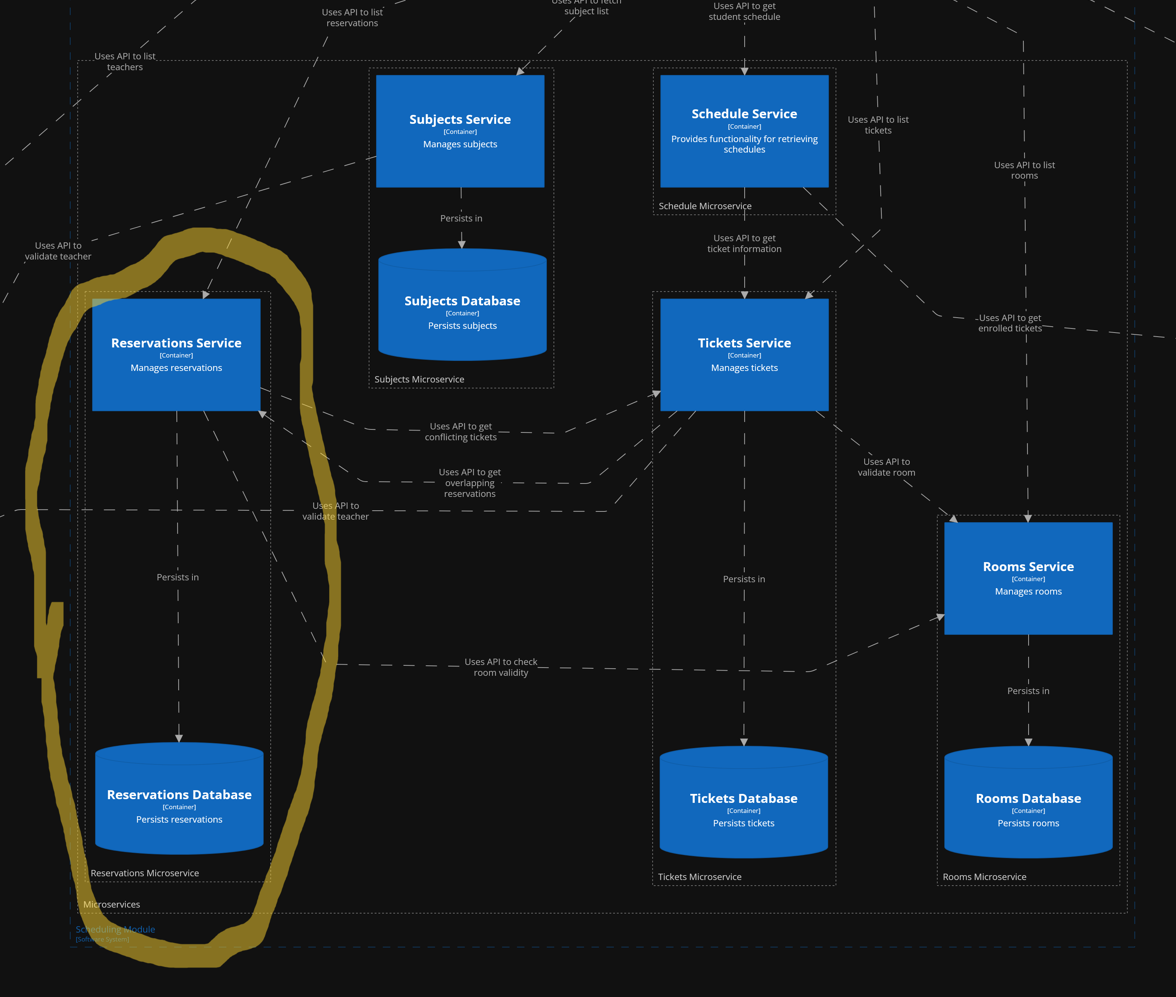 Uses API to fetch
subject list
Uses API to get
student schedule
Uses API to list
reservations
Uses API to list
teachers
Subjects Service
[Container]
Manages subjects
Schedule Service
[Container]
Provides functionality for retrieving
schedules
Uses API to list
tickets
Uses API to list
rooms
Schedule Microservice
Persists in
Uses API to
validate teacher
Uses API to get
ticket information
Subjects Database
[Container]
Persists subjects
Subjects Microservice
Uses API to get
enrolled tickets
Reservations Service
[Container]
Manages reservations
Tickets Service
[Container]
Manages tickets
Uses API to get
conflicting tickets
Uses API to get
overlapping
reservations
Uses API to
validate room
Uses API to
validate teacher
Persists in
Persists in
Rooms Service
[Container]
Manages rooms
Uses API to check
room validity
Persists in
Reservations Database
[Container]
Persists reservations
Tickets Database
[Container]
Persists tickets
Rooms Database
[Container]
Persists rooms
Reservations Microservice
Tickets Microservice
Rooms Microservice
Microservices
Scheduling Module
[Software System]